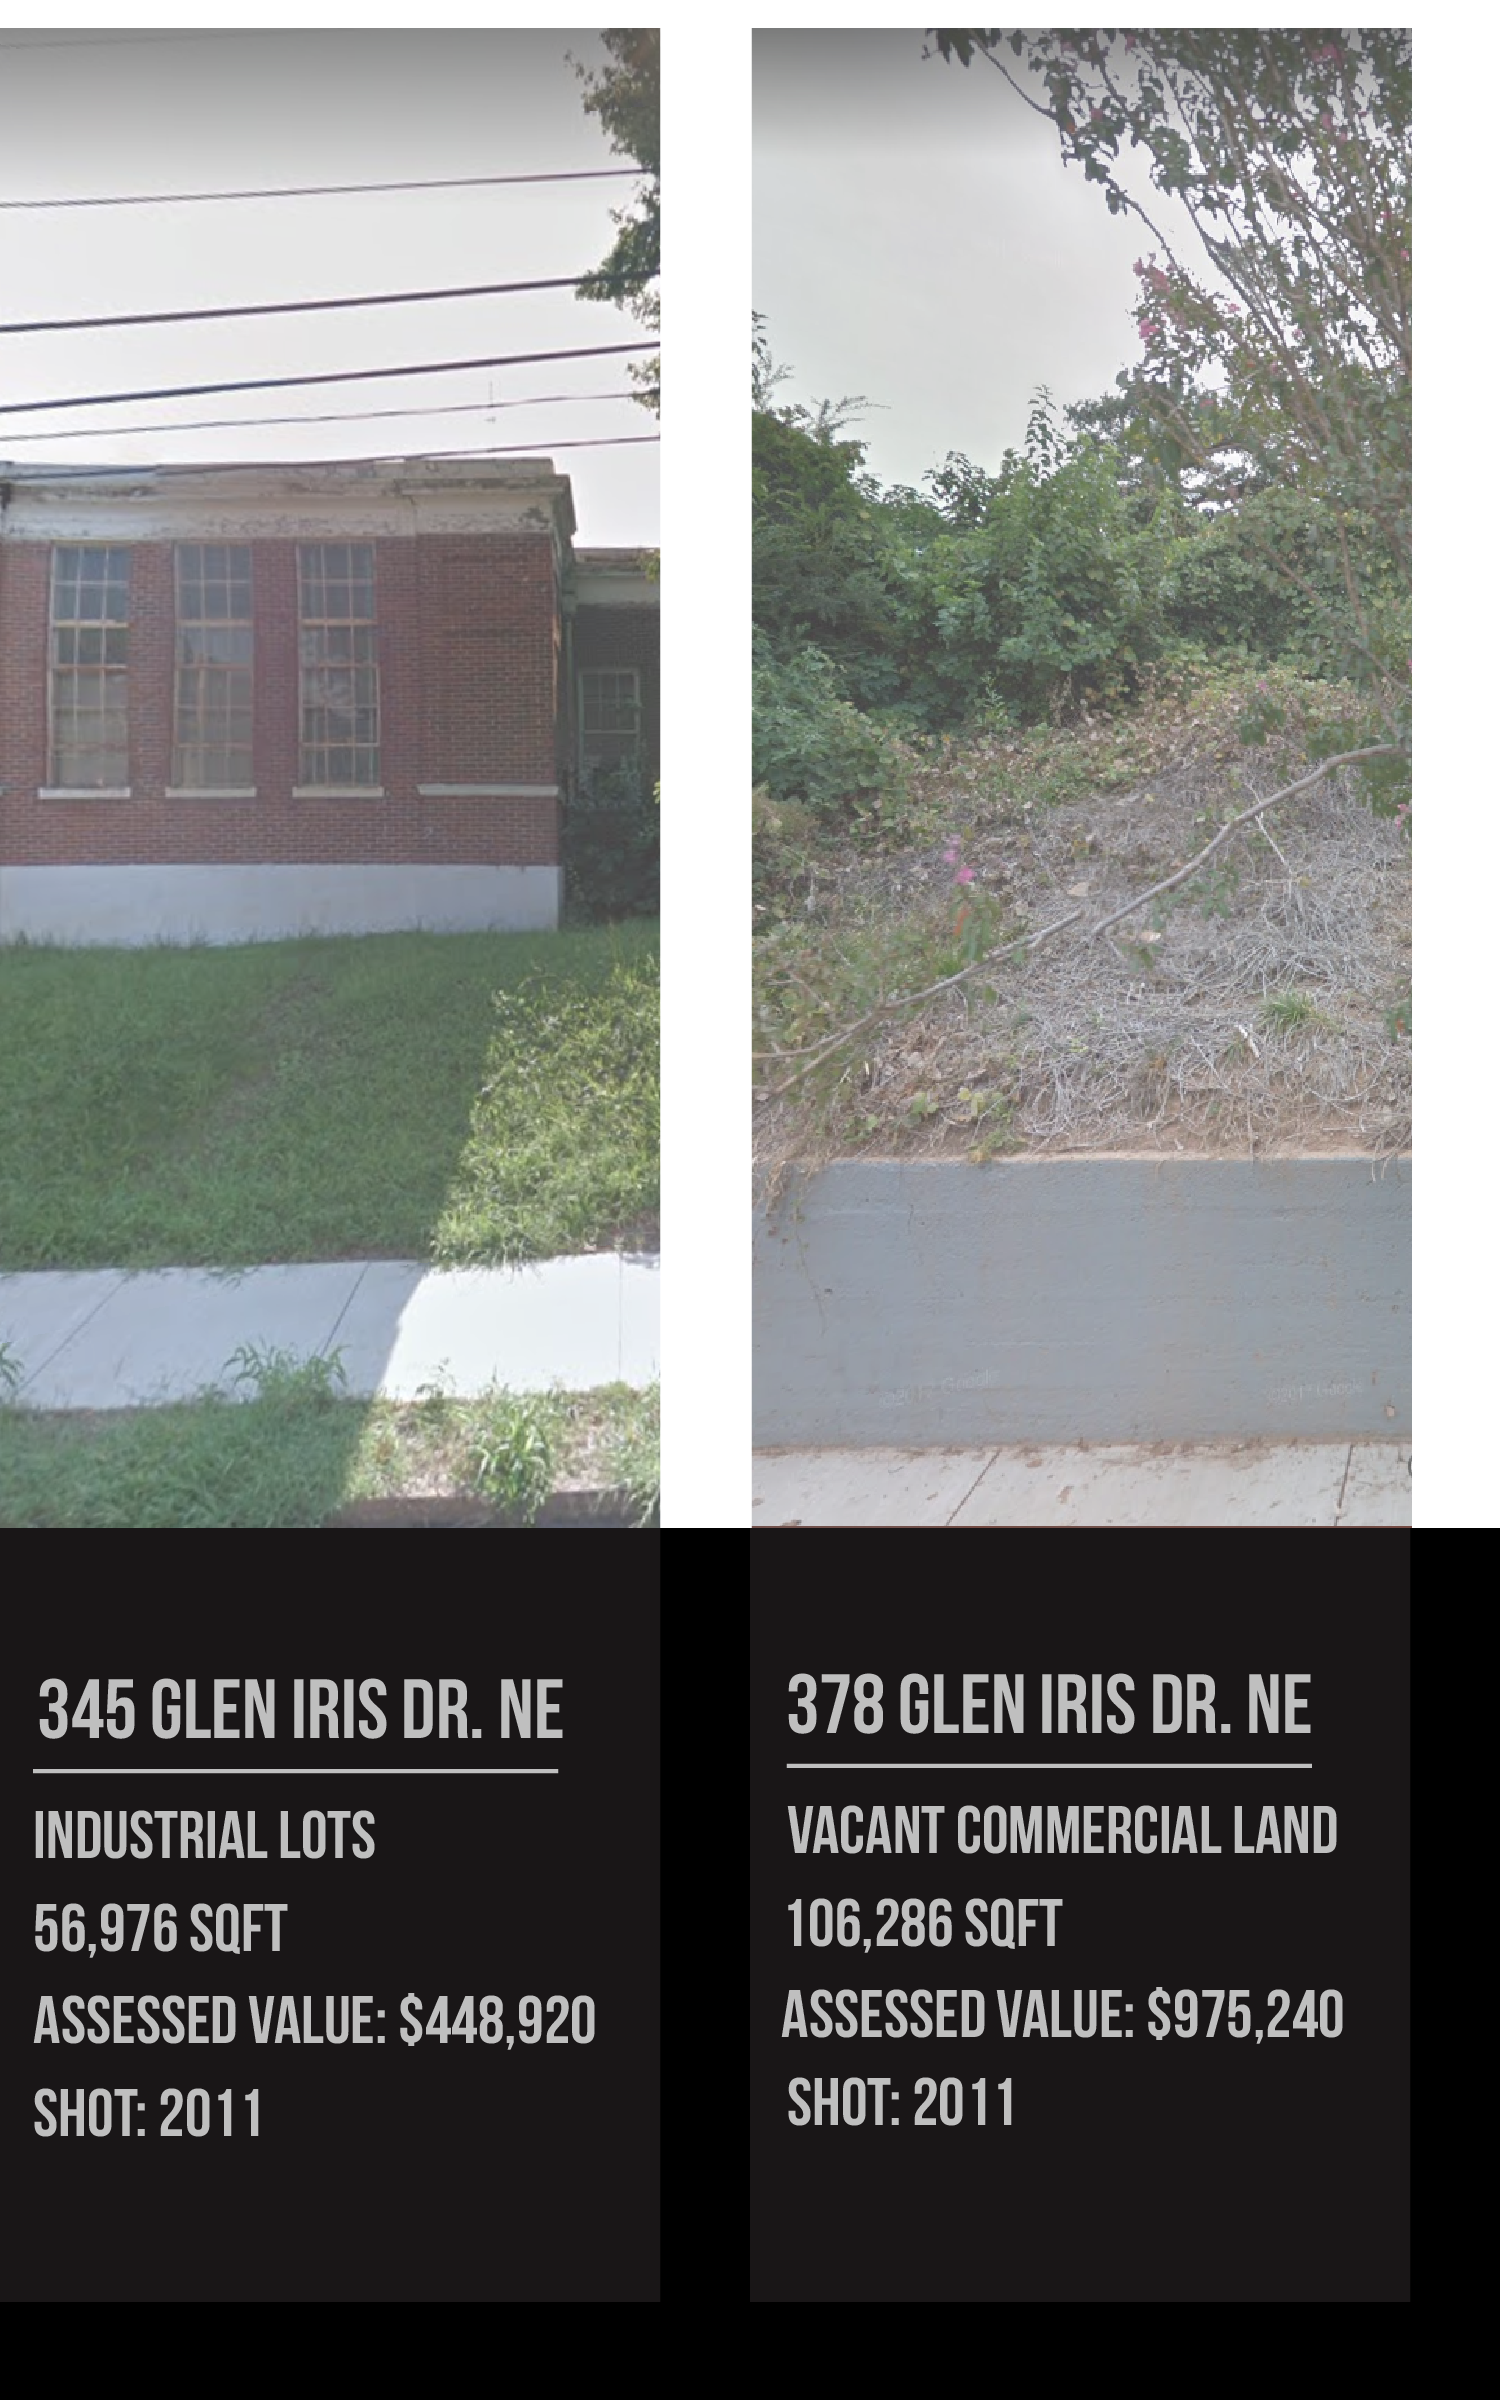 345 GLEN IRIS DR. NE
INDUSTRIAL LOTS
56,976 SQFT
ASSESSED VALUE: $448,920
SHOT: 2011
378 GLEN IRIS DR. NE
VACANT COMMERCIAL LAND
106,286 SQFT
ASSESSED VALUE: $975,240
SHOT: 2011